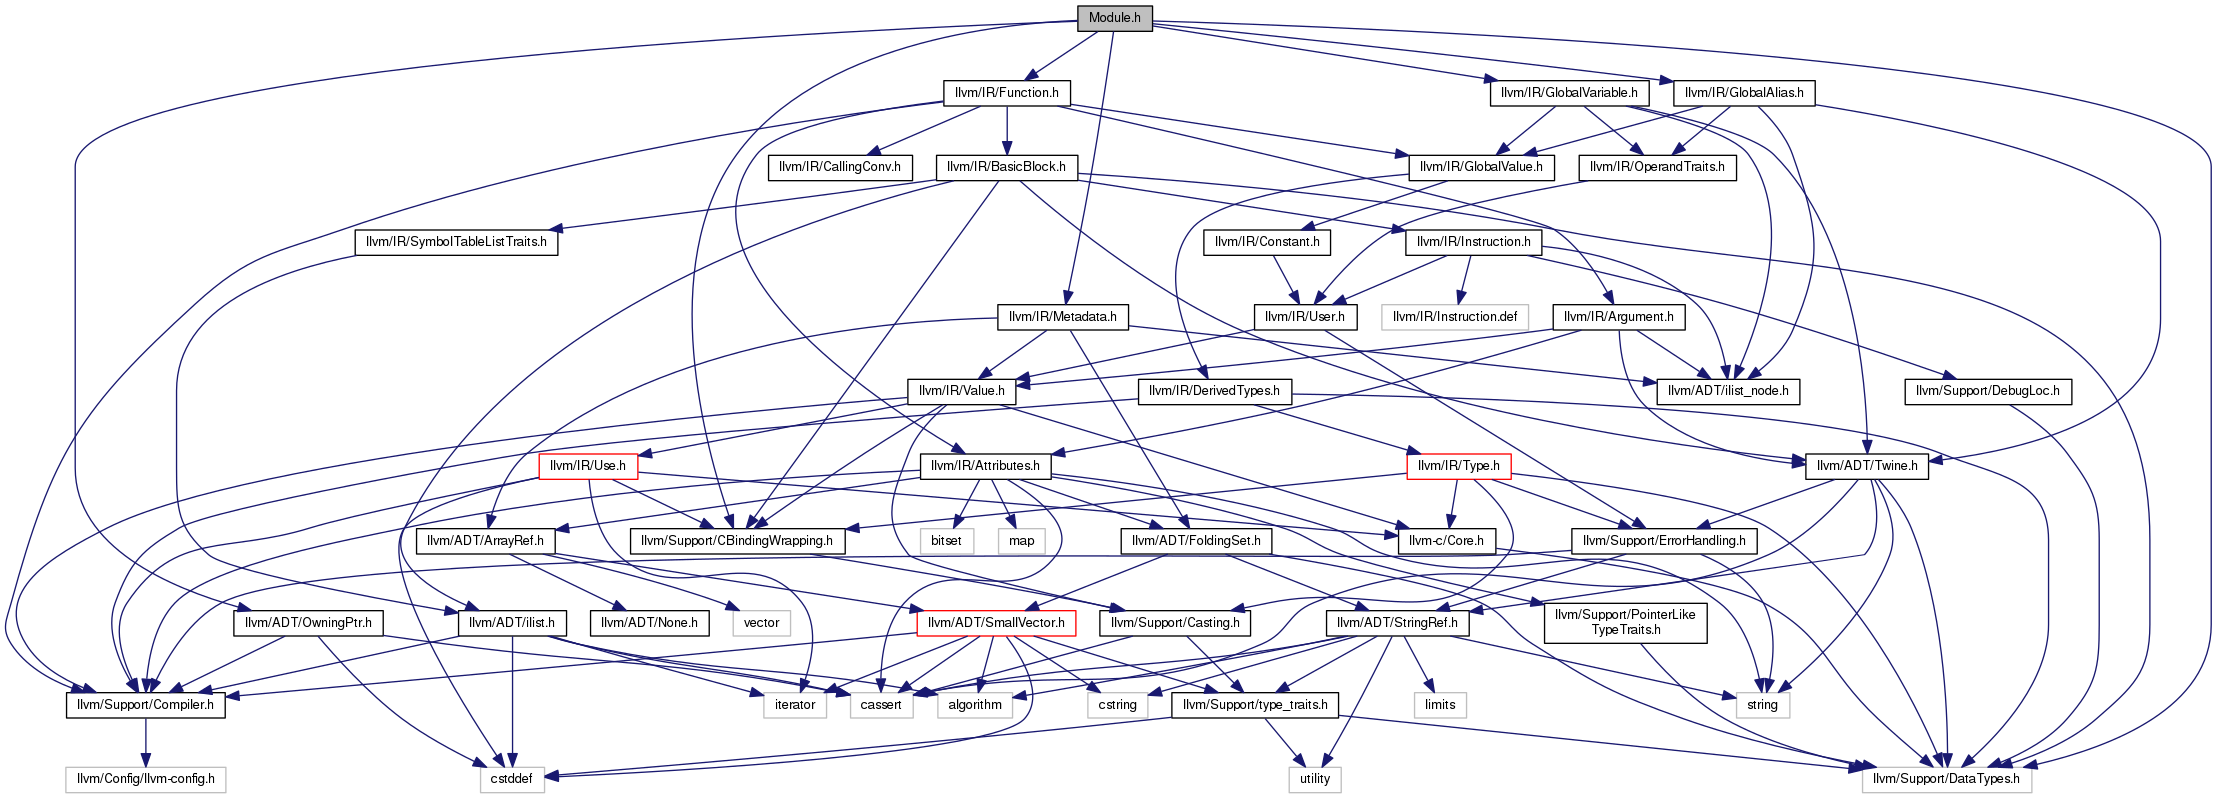 Module.h
llvm/IR/Function.h
llvm/IR/GlobalVariable.h
llvm/IR/GlobalAlias.h
llvm/IR/CallingConv.h
llvm/IR/BasicBlock.h
llvm/IR/GlobalValue.h
llvm/IR/OperandTraits.h
llvm/IR/SymbolTableListTraits.h
llvm/IR/Constant.h
llvm/IR/Instruction.h
llvm/IR/Metadata.h
llvm/IR/User.h
llvm/IR/Instruction.def
llvm/IR/Argument.h
llvm/IR/Value.h
llvm/IR/DerivedTypes.h
llvm/ADT/ilist_node.h
llvm/Support/DebugLoc.h
llvm/IR/Use.h
llvm/IR/Attributes.h
llvm/IR/Type.h
llvm/ADT/Twine.h
llvm/ADT/ArrayRef.h
llvm/Support/CBindingWrapping.h
bitset
map
llvm/ADT/FoldingSet.h
llvm-c/Core.h
llvm/Support/ErrorHandling.h
llvm/ADT/OwningPtr.h
llvm/ADT/ilist.h
llvm/ADT/None.h
vector
llvm/ADT/SmallVector.h
llvm/Support/Casting.h
llvm/ADT/StringRef.h
llvm/Support/PointerLike
TypeTraits.h
llvm/Support/Compiler.h
iterator
cassert
algorithm
cstring
llvm/Support/type_traits.h
limits
string
llvm/Config/llvm-config.h
cstddef
utility
llvm/Support/DataTypes.h